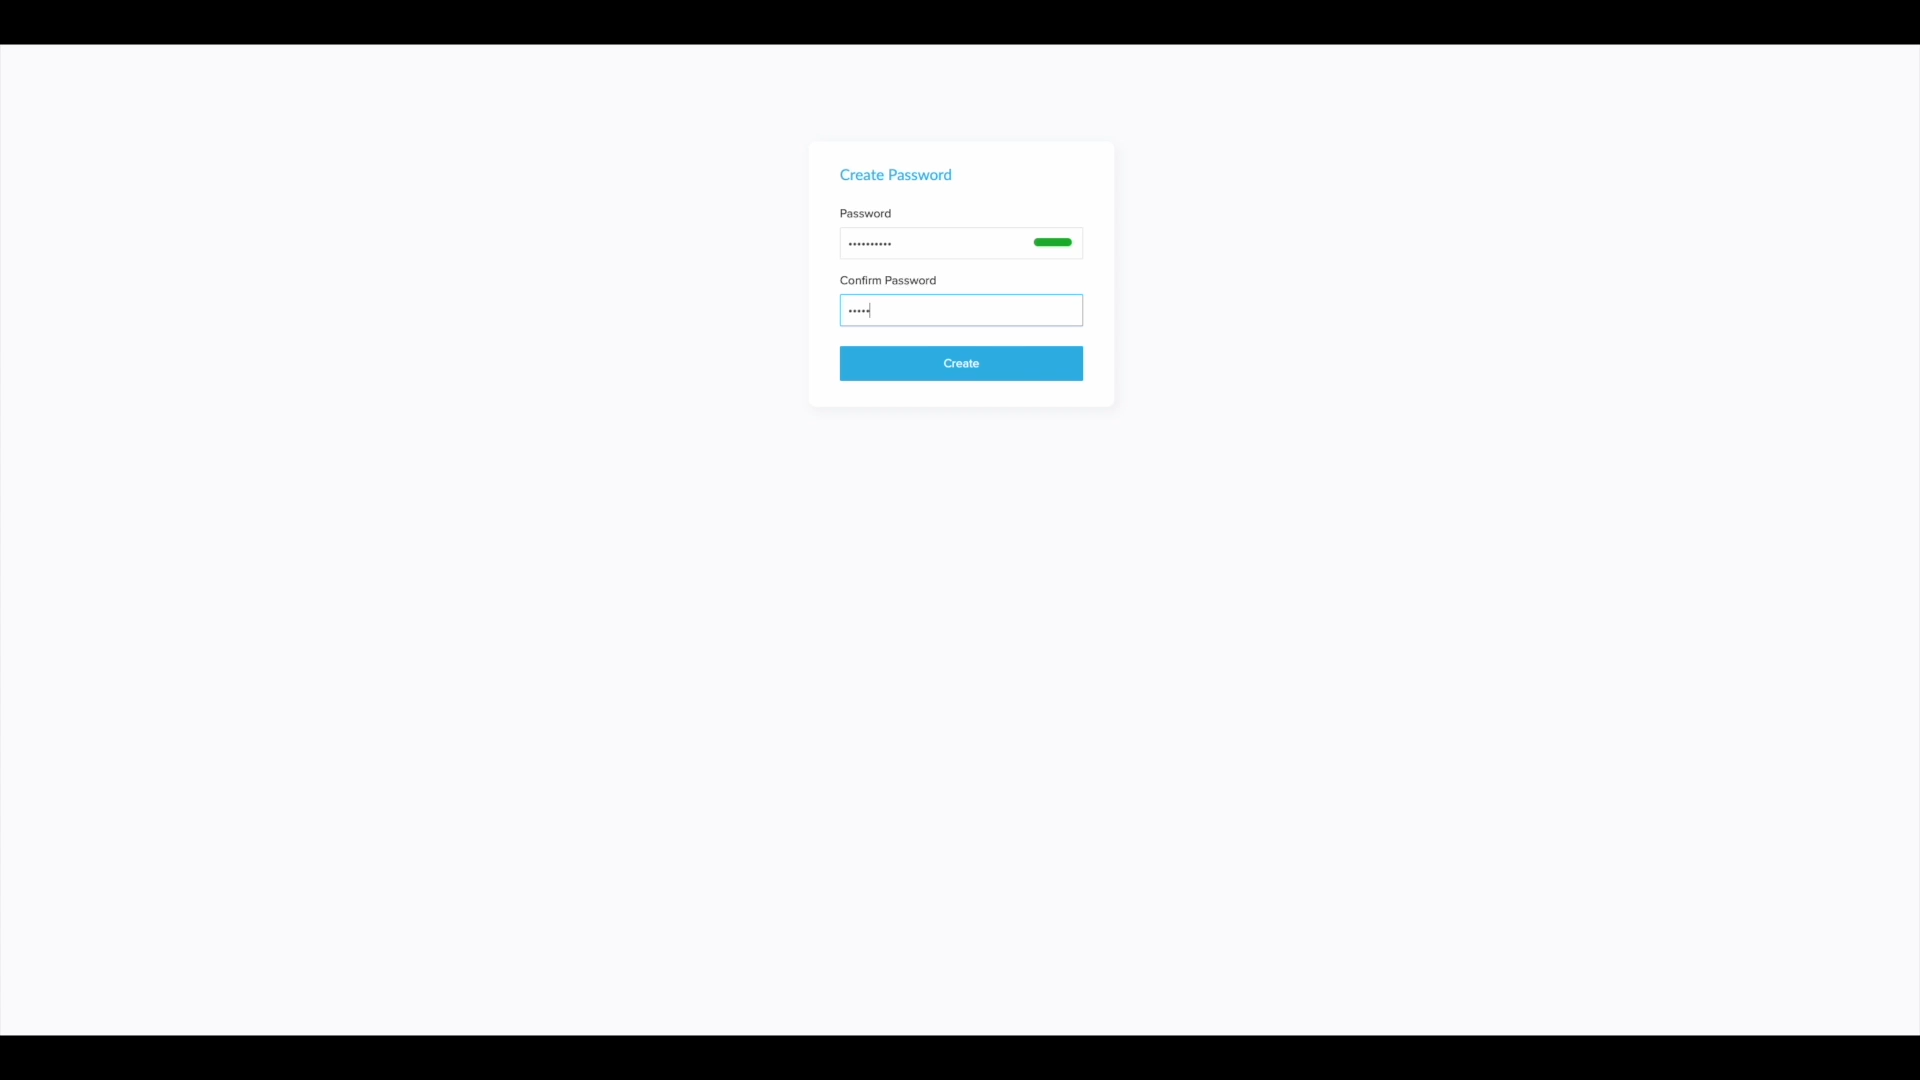 Create Password
Password
••••••••••
Confirm Password
•••••
Create